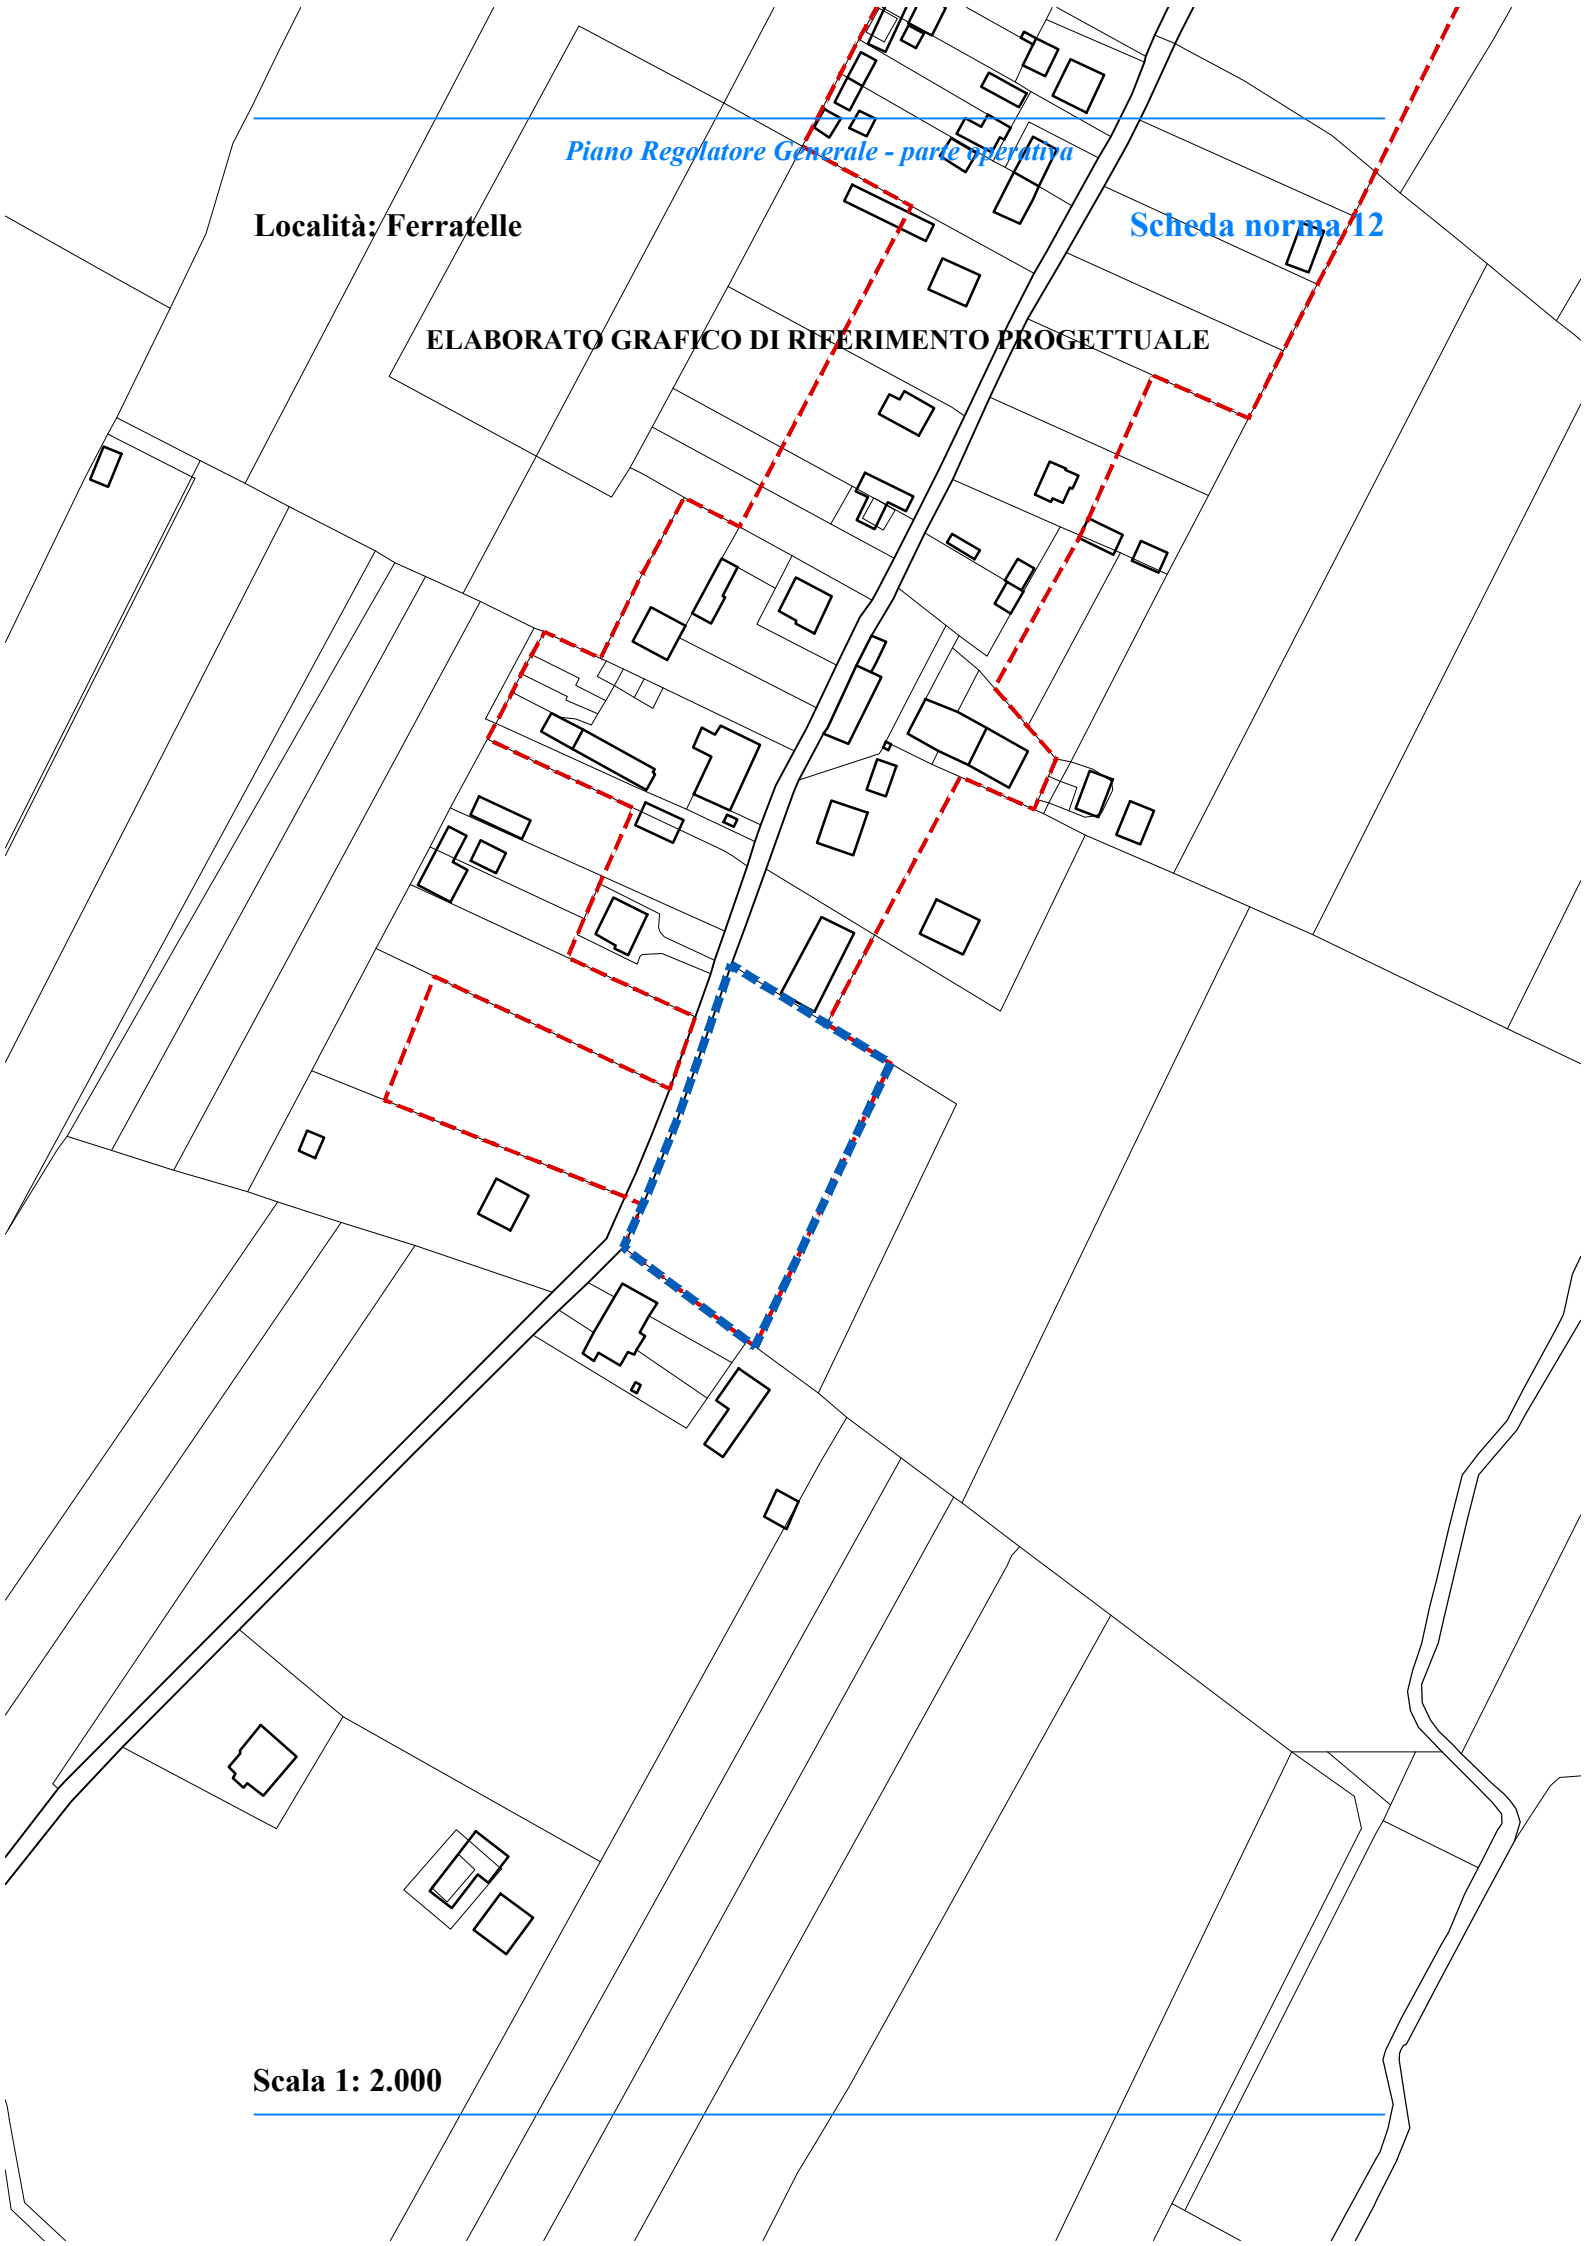 Piano Regolatore Generale - parte operativa
Località: Ferratelle
Scheda norma 12
ELABORATO GRAFICO DI RIFERIMENTO PROGETTUALE
Scala 1: 2.000